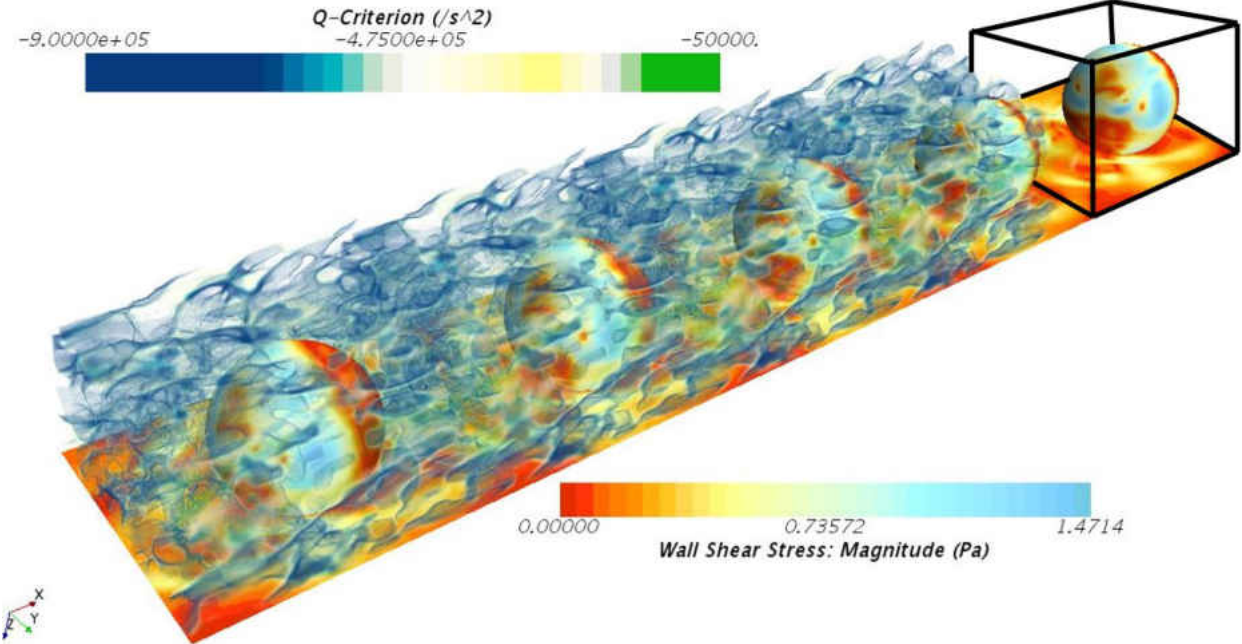 Q-Criterion (/s^2)
-9.0000e+05 -4.7500e+05 -50000.
0.00000 0.73572 1.4714
Wall Shear Stress: Magnitude (Pa)
X
Z Y